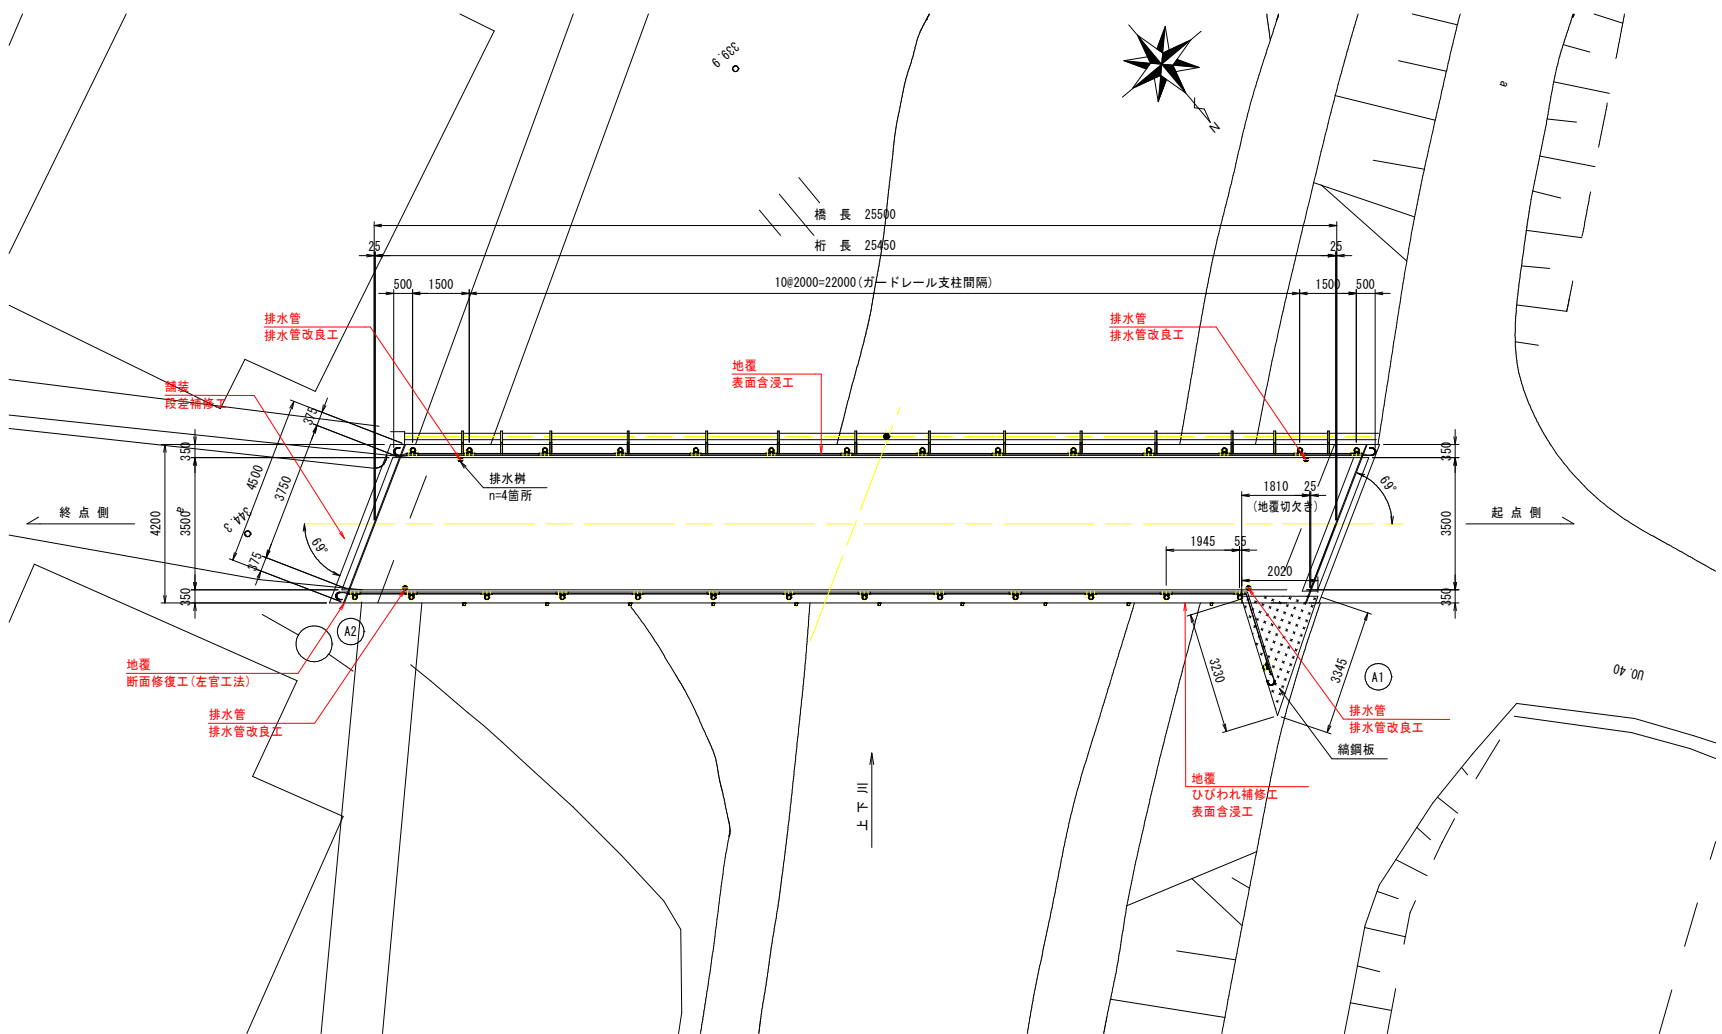 339.9
a
N
橋 長 25500
25
桁 長 25450
25
500
1500
10@2000=22000(ガードレール支柱間隔)
1500
500
排水管
排水管改良工
排水管
排水管改良工
地覆
表面含浸工
舗装
段差補修工
375
350
4500
3750
4200
3500
a
344.3
375
350
69°
終 点 側
排水桝
n=4箇所
1810
25
(地覆切欠き)
69°
350
3500
350
起 点 側
1945
55
2020
A2
地覆
断面修復工(左官工法)
排水管
排水管改良工
3230
3345
A1
U0.40
排水管
排水管改良工
縞鋼板
地覆
ひびわれ補修工
表面含浸工
上下川